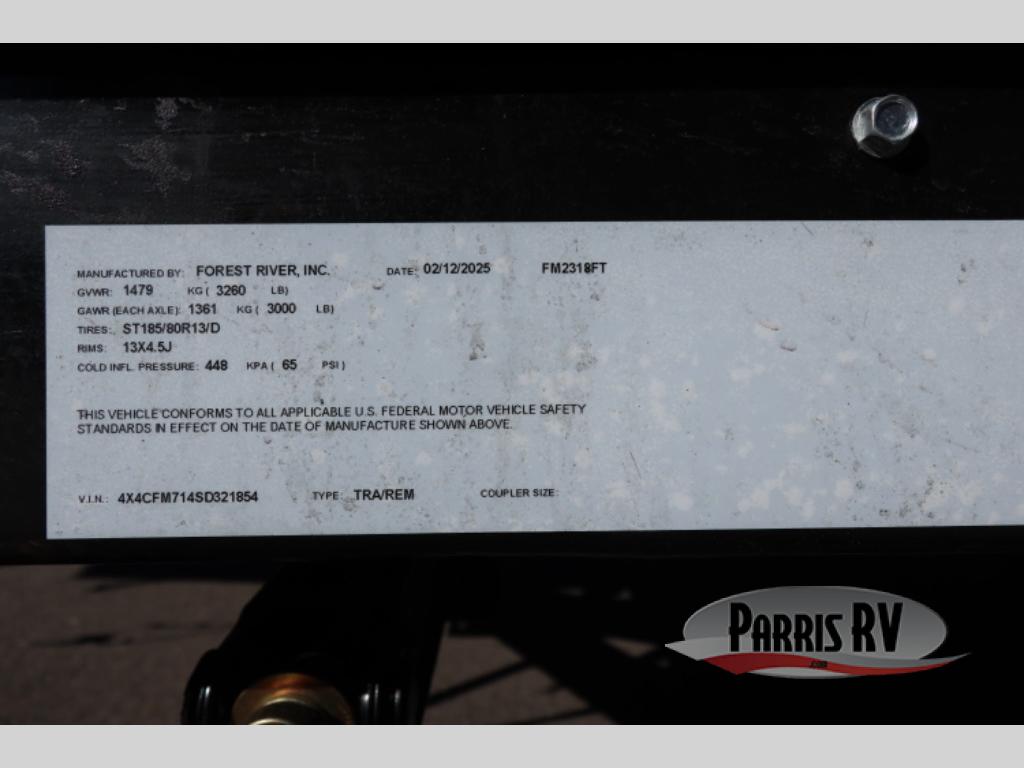 MANUFACTURED BY: FOREST RIVER, INC. DATE: 02/12/2025 FM2318FT
GVWR: 1479 KG ( 3260 LB)
GAWR (EACH AXLE): 1361 KG ( 3000 LB)
TIRES: ST185/80R13/D
RIMS: 13X4.5J
COLD INFL. PRESSURE: 448 KPA ( 65 PSI )
THIS VEHICLE CONFORMS TO ALL APPLICABLE U.S. FEDERAL MOTOR VEHICLE SAFETY
STANDARDS IN EFFECT ON THE DATE OF MANUFACTURE SHOWN ABOVE.
V.I.N.: 4X4CFM714SD321854 TYPE: TRA/REM COUPLER SIZE:
PARRIS RV
.com